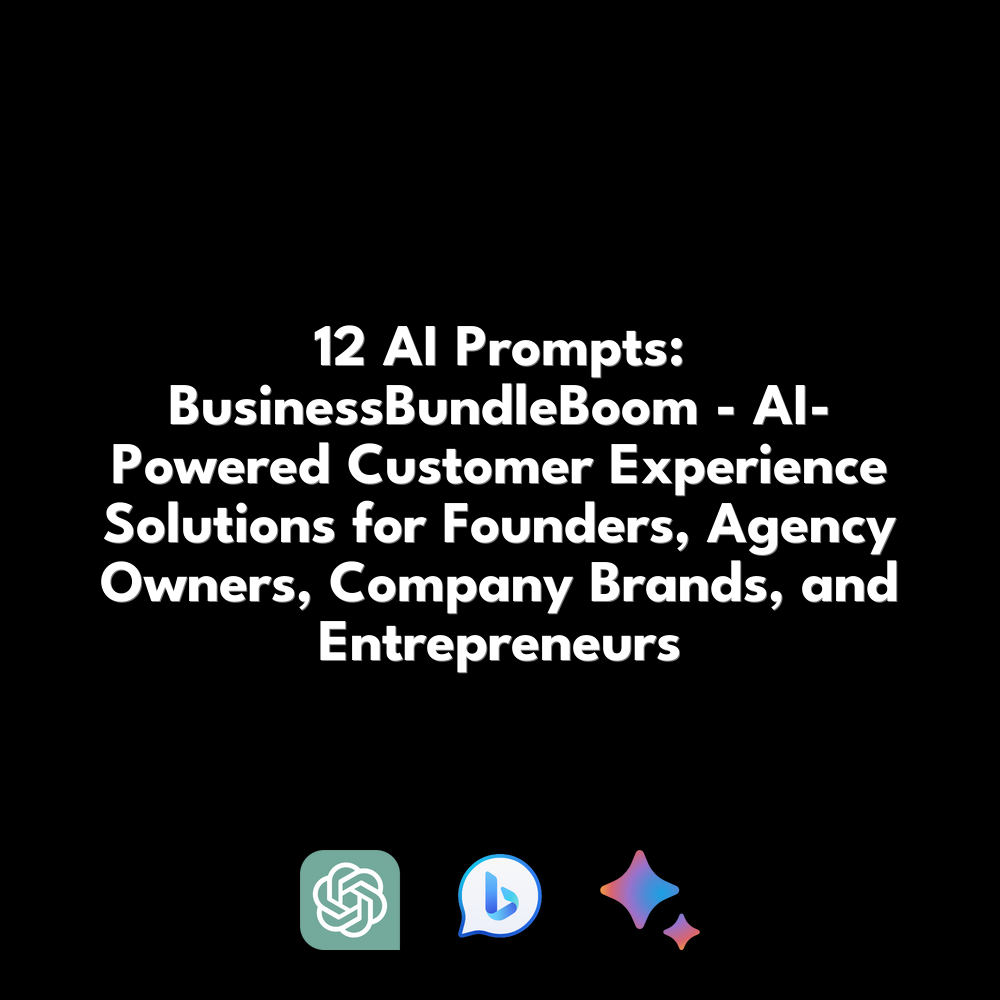 12 AI Prompts:
BusinessBundleBoom - AI-
Powered Customer Experience
Solutions for Founders, Agency
Owners, Company Brands, and
Entrepreneurs